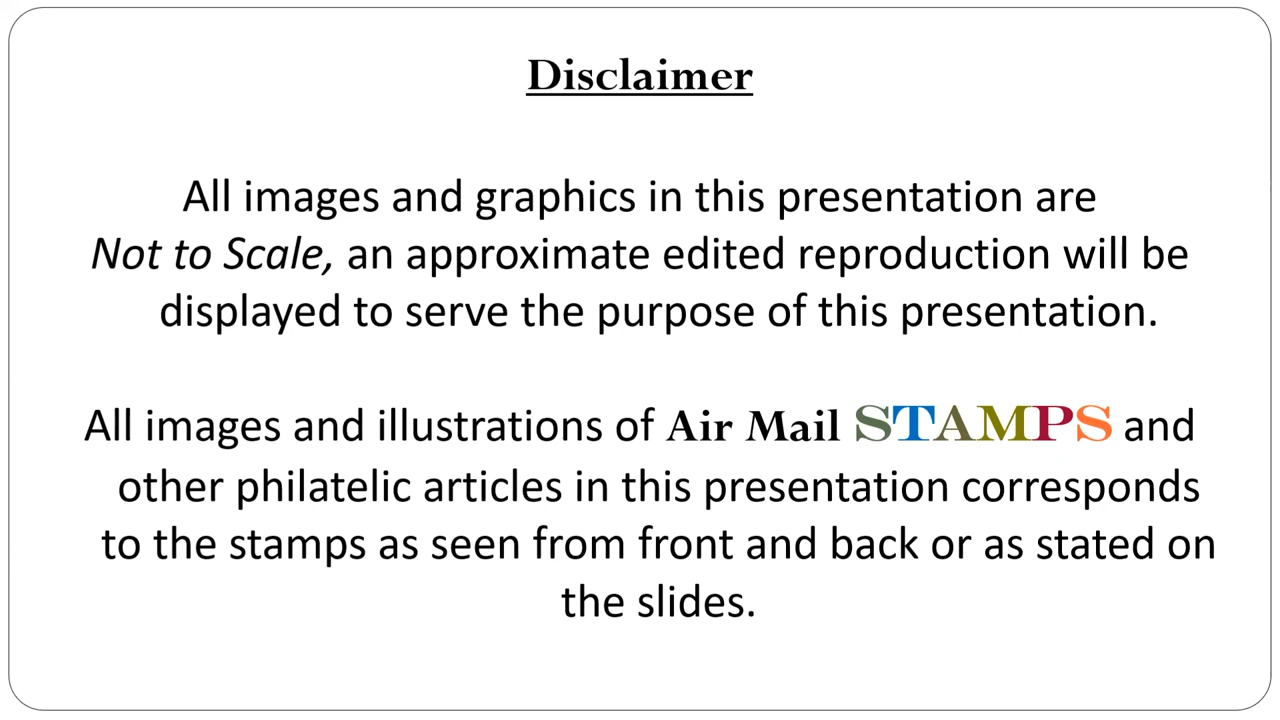 Disclaimer
All images and graphics in this presentation are
Not to Scale, an approximate edited reproduction will be
displayed to serve the purpose of this presentation.
All images and illustrations of Air Mail STAMPS and
other philatelic articles in this presentation corresponds
to the stamps as seen from front and back or as stated on
the slides.